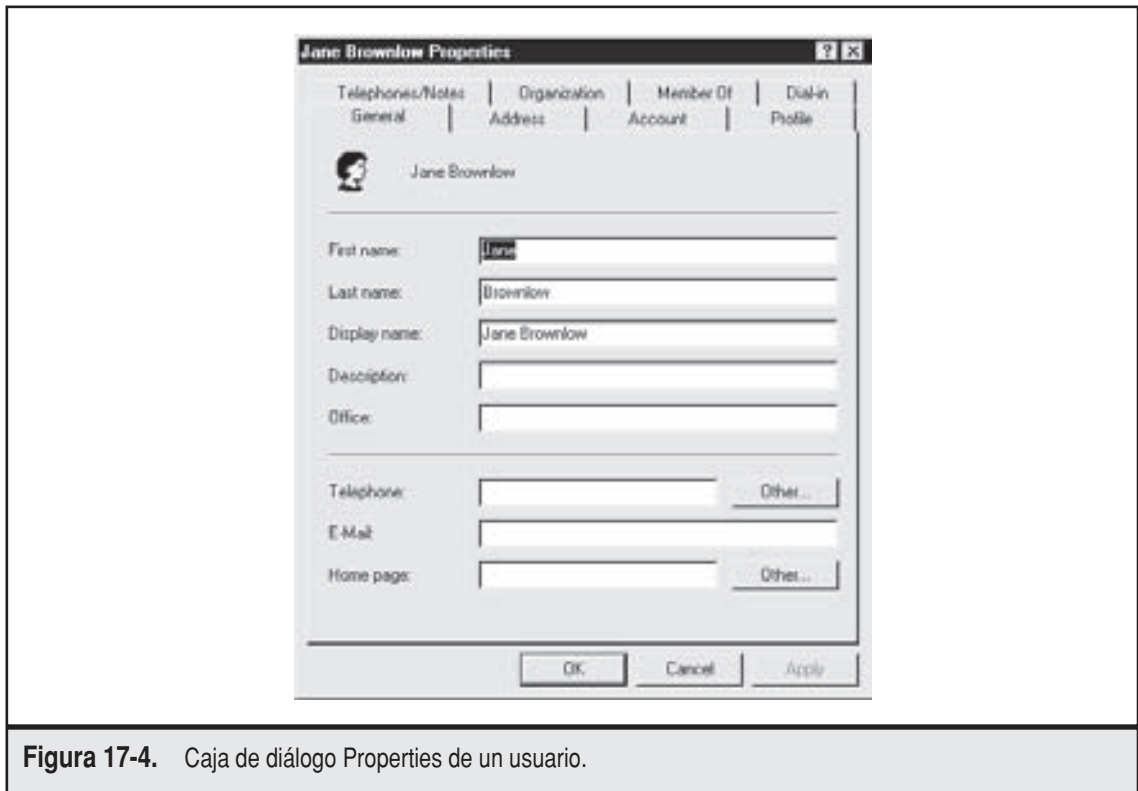 Jane Brownlow Properties
Telephones/Notes Organization Member Of Dial-in
General Address Account Profile
Jane Brownlow
First name: Jane
Last name: Brownlow
Display name: Jane Brownlow
Description:
Office:
Telephone: Other...
E-Mail:
Home page: Other...
OK Cancel Apply
Figura 17-4. Caja de diálogo Properties de un usuario.